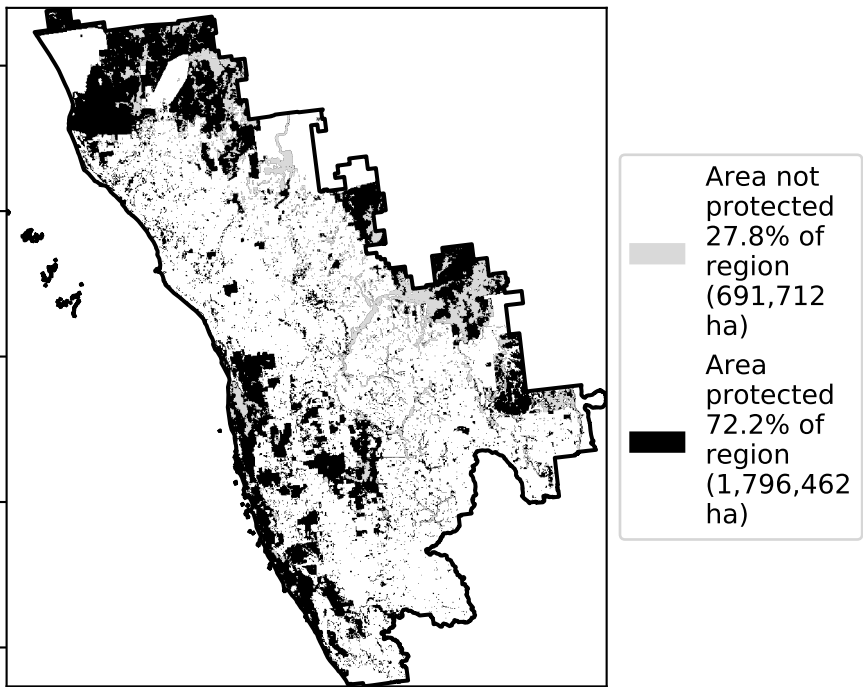 Area not
protected
27.8% of
region
(691,712
ha)
Area
protected
72.2% of
region
(1,796,462
ha)